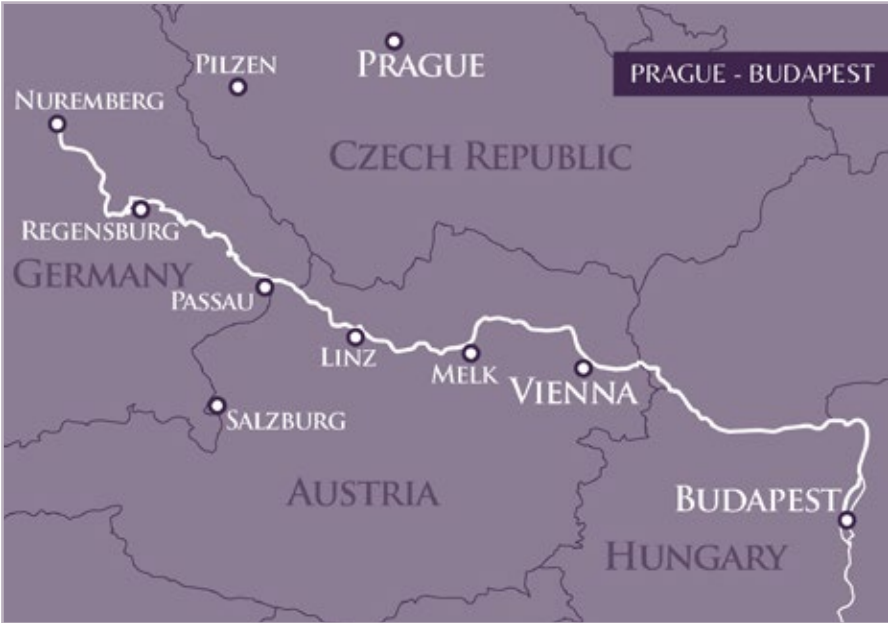 PILZEN
PRAGUE
PRAGUE - BUDAPEST
NUREMBERG
CZECH REPUBLIC
REGENSBURG
GERMANY
PASSAU
LINZ
MELK
VIENNA
SALZBURG
AUSTRIA
BUDAPEST
HUNGARY